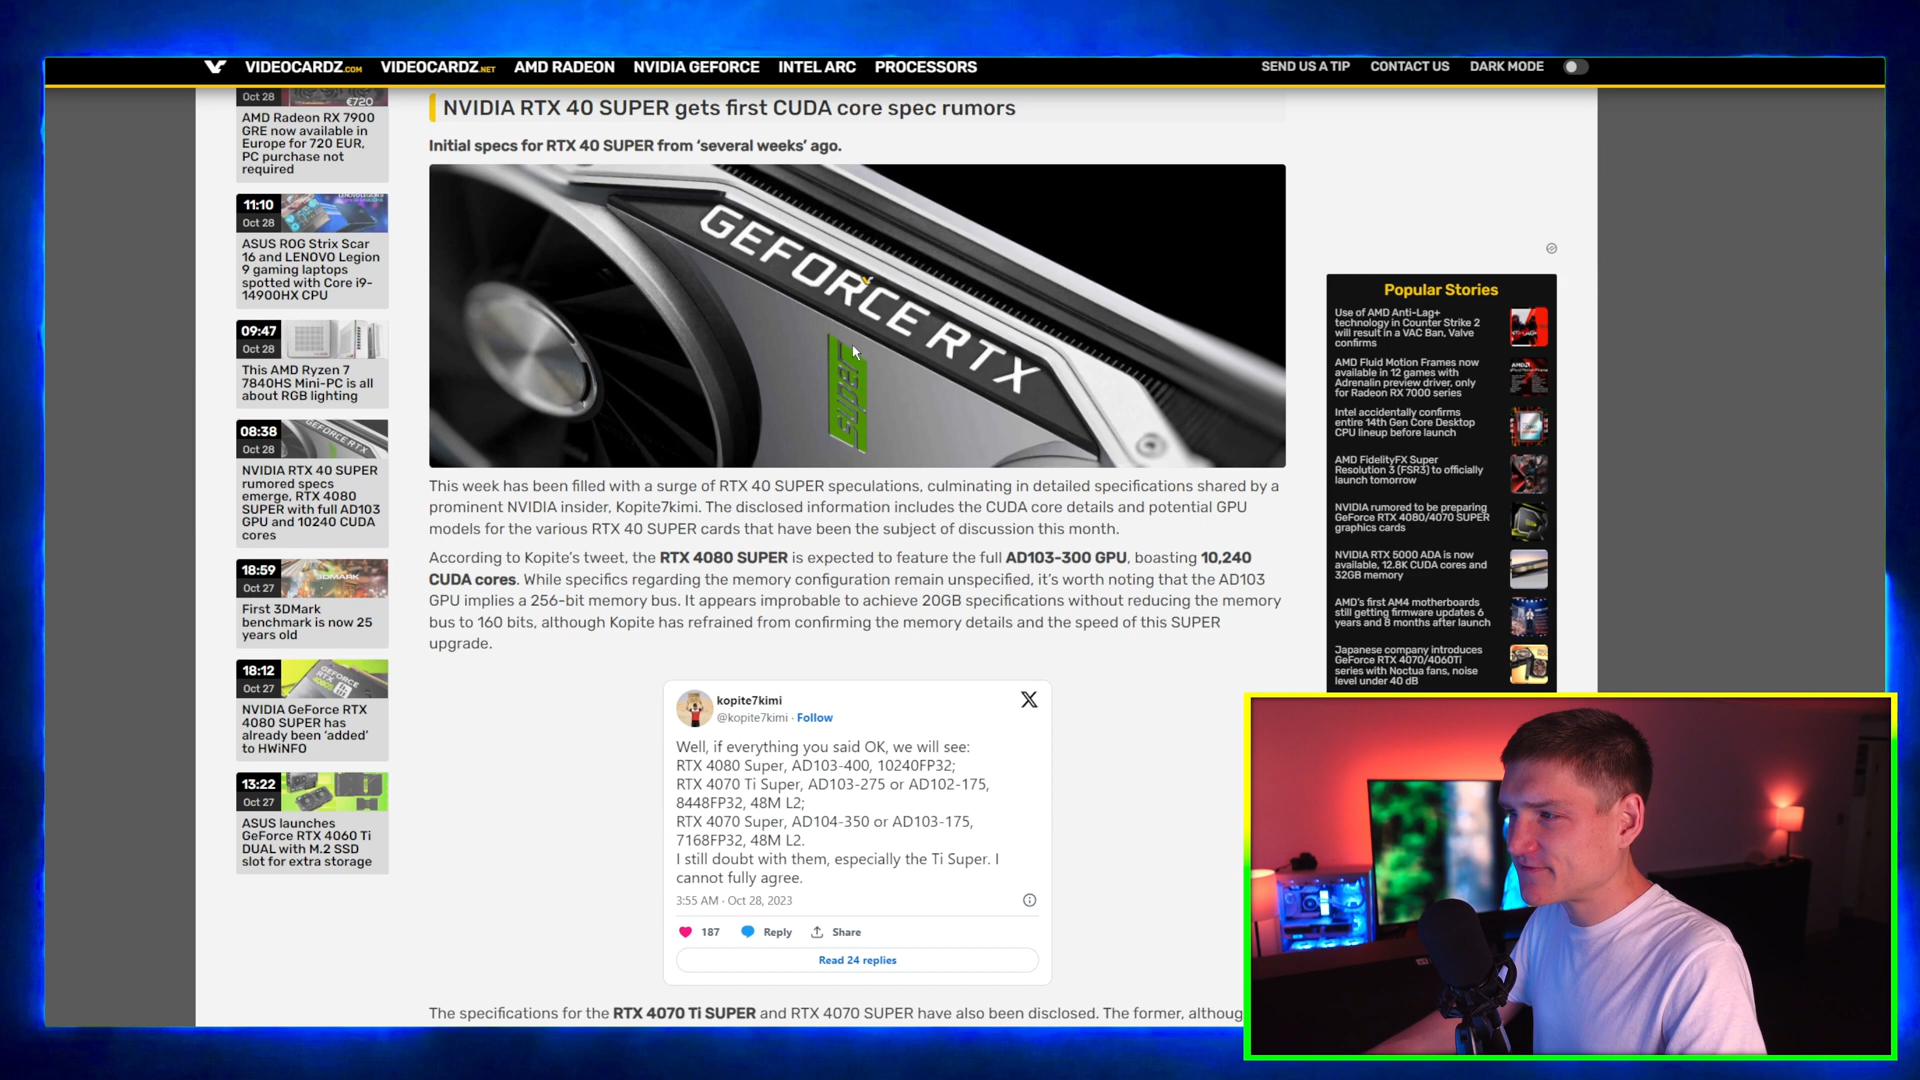 VIDEOCARDZ.COM VIDEOCARDZ.NET AMD RADEON NVIDIA GEFORCE INTEL ARC PROCESSORS SEND US A TIP CONTACT US DARK MODE
Oct 28
€720
AMD Radeon RX 7900
GRE now available in
Europe for 720 EUR,
PC purchase not
required
11:10
Oct 28
ASUS ROG Strix Scar
16 and LENOVO Legion
9 gaming laptops
spotted with Core i9-
14900HX CPU
09:47
Oct 28
This AMD Ryzen 7
7840HS Mini-PC is all
about RGB lighting
08:38
Oct 28
GEFORCE RTX
NVIDIA RTX 40 SUPER
rumored specs
emerge, RTX 4080
SUPER with full AD103
GPU and 10240 CUDA
cores
18:59
Oct 27
3DMARK
First 3DMark
benchmark is now 25
years old
18:12
Oct 27
GEFORCE
RTX
NVIDIA GeForce RTX
4080 SUPER has
already been ‘added’
to HWiNFO
13:22
Oct 27
ASUS launches
GeForce RTX 4060 Ti
DUAL with M.2 SSD
slot for extra storage
NVIDIA RTX 40 SUPER gets first CUDA core spec rumors
Initial specs for RTX 40 SUPER from ‘several weeks’ ago.
GEFORCE RTX
SUPER
This week has been filled with a surge of RTX 40 SUPER speculations, culminating in detailed specifications shared by a
prominent NVIDIA insider, Kopite7kimi. The disclosed information includes the CUDA core details and potential GPU
models for the various RTX 40 SUPER cards that have been the subject of discussion this month.
According to Kopite’s tweet, the RTX 4080 SUPER is expected to feature the full AD103-300 GPU, boasting 10,240
CUDA cores. While specifics regarding the memory configuration remain unspecified, it’s worth noting that the AD103
GPU implies a 256-bit memory bus. It appears improbable to achieve 20GB specifications without reducing the memory
bus to 160 bits, although Kopite has refrained from confirming the memory details and the speed of this SUPER
upgrade.
kopite7kimi
@kopite7kimi · Follow
Well, if everything you said OK, we will see:
RTX 4080 Super, AD103-400, 10240FP32;
RTX 4070 Ti Super, AD103-275 or AD102-175,
8448FP32, 48M L2;
RTX 4070 Super, AD104-350 or AD103-175,
7168FP32, 48M L2.
I still doubt with them, especially the Ti Super. I
cannot fully agree.
3:55 AM · Oct 28, 2023
187 Reply Share
Read 24 replies
The specifications for the RTX 4070 Ti SUPER and RTX 4070 SUPER have also been disclosed. The former, althoug
Popular Stories
Use of AMD Anti-Lag+
technology in Counter Strike 2
will result in a VAC Ban, Valve
confirms
AMD Fluid Motion Frames now
available in 12 games with
Adrenalin preview driver, only
for Radeon RX 7000 series
Intel accidentally confirms
entire 14th Gen Core Desktop
CPU lineup before launch
AMD FidelityFX Super
Resolution 3 (FSR3) to officially
launch tomorrow
NVIDIA rumored to be preparing
GeForce RTX 4080/4070 SUPER
graphics cards
NVIDIA RTX 5000 ADA is now
available, 12.8K CUDA cores and
32GB memory
AMD’s first AM4 motherboards
still getting firmware updates 6
years and 8 months after launch
Japanese company introduces
GeForce RTX 4070/4060Ti
series with Noctua fans, noise
level under 40 dB